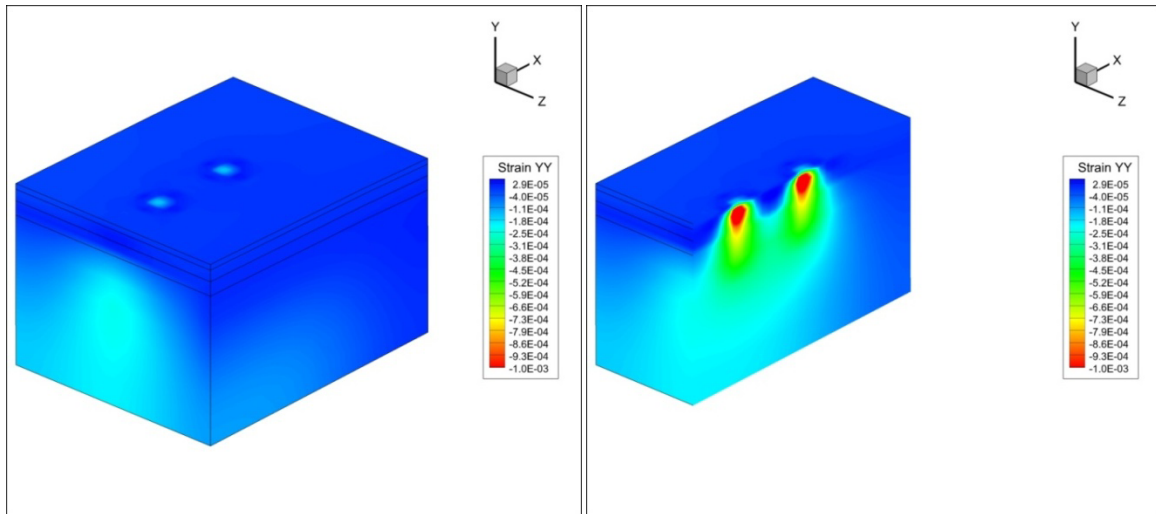 Y
X
Z
Strain YY
2.9E-05
-4.0E-05
-1.1E-04
-1.8E-04
-2.5E-04
-3.1E-04
-3.8E-04
-4.5E-04
-5.2E-04
-5.9E-04
-6.6E-04
-7.3E-04
-7.9E-04
-8.6E-04
-9.3E-04
-1.0E-03
Y
X
Z
Strain YY
2.9E-05
-4.0E-05
-1.1E-04
-1.8E-04
-2.5E-04
-3.1E-04
-3.8E-04
-4.5E-04
-5.2E-04
-5.9E-04
-6.6E-04
-7.3E-04
-7.9E-04
-8.6E-04
-9.3E-04
-1.0E-03